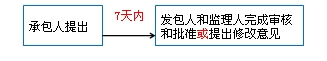 承包人提出
7天内
发包人和监理人完成审核
和批准或提出修改意见